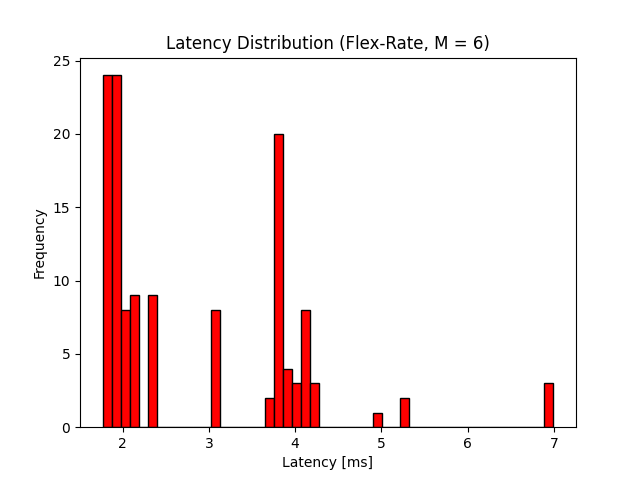 Latency Distribution (Flex-Rate, M = 6)
25
20
15
10
5
0
Frequency
2 3 4 5 6 7
Latency [ms]